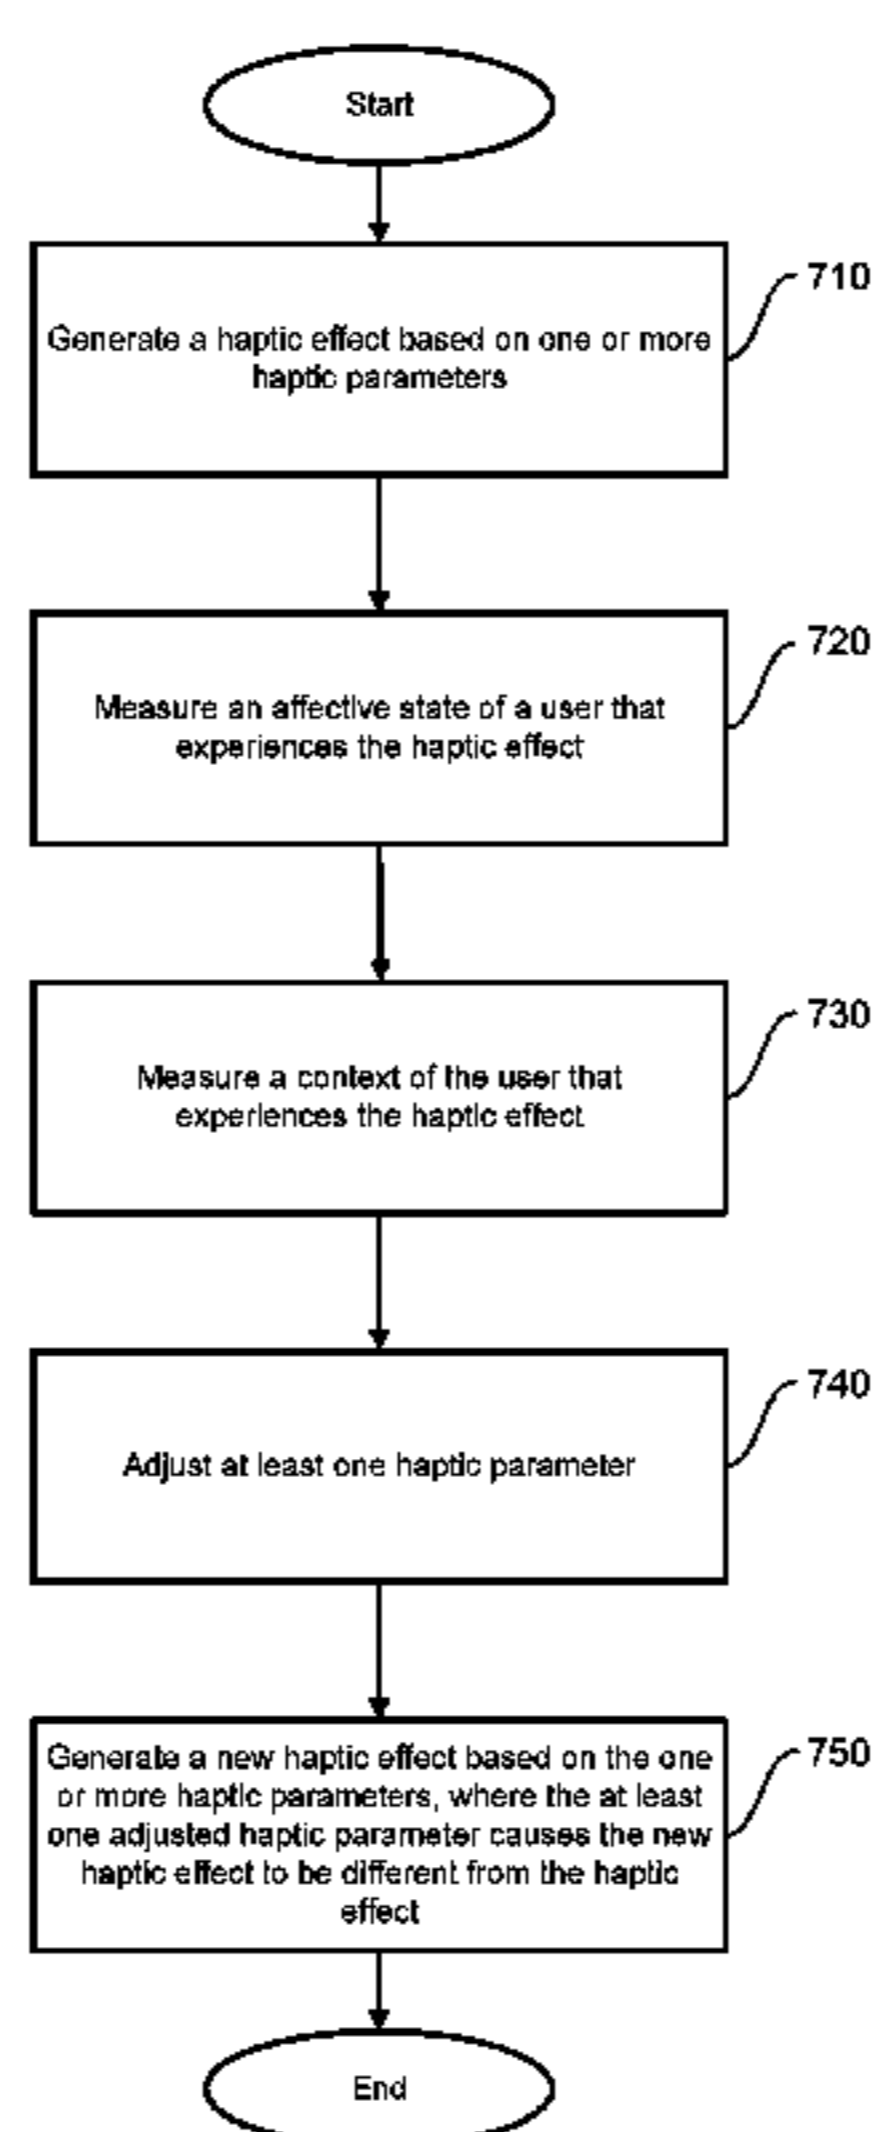 Start
710
Generate a haptic effect based on one or more
haptic parameters
720
Measure an affective state of a user that
experiences the haptic effect
730
Measure a context of the user that
experiences the haptic effect
740
Adjust at least one haptic parameter
750
Generate a new haptic effect based on the one
or more haptic parameters, where the at least
one adjusted haptic parameter causes the new
haptic effect to be different from the haptic
effect
End